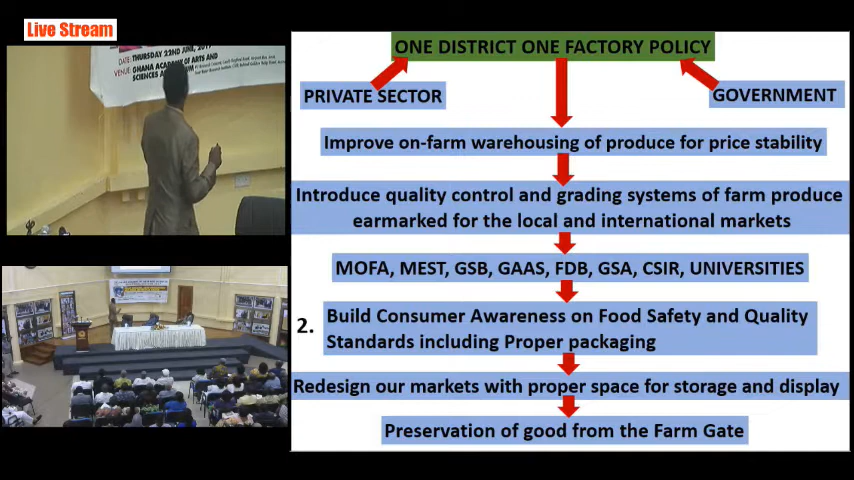 Live Stream
DATE: THURSDAY 22ND JUNE, 2017
VENUE: GHANA ACADEMY OF ARTS AND
SCIENCES
ONE DISTRICT ONE FACTORY POLICY
PRIVATE SECTOR
GOVERNMENT
Improve on-farm warehousing of produce for price stability
Introduce quality control and grading systems of farm produce
earmarked for the local and international markets
MOFA, MEST, GSB, GAAS, FDB, GSA, CSIR, UNIVERSITIES
2.
Build Consumer Awareness on Food Safety and Quality
Standards including Proper packaging
Redesign our markets with proper space for storage and display
Preservation of good from the Farm Gate